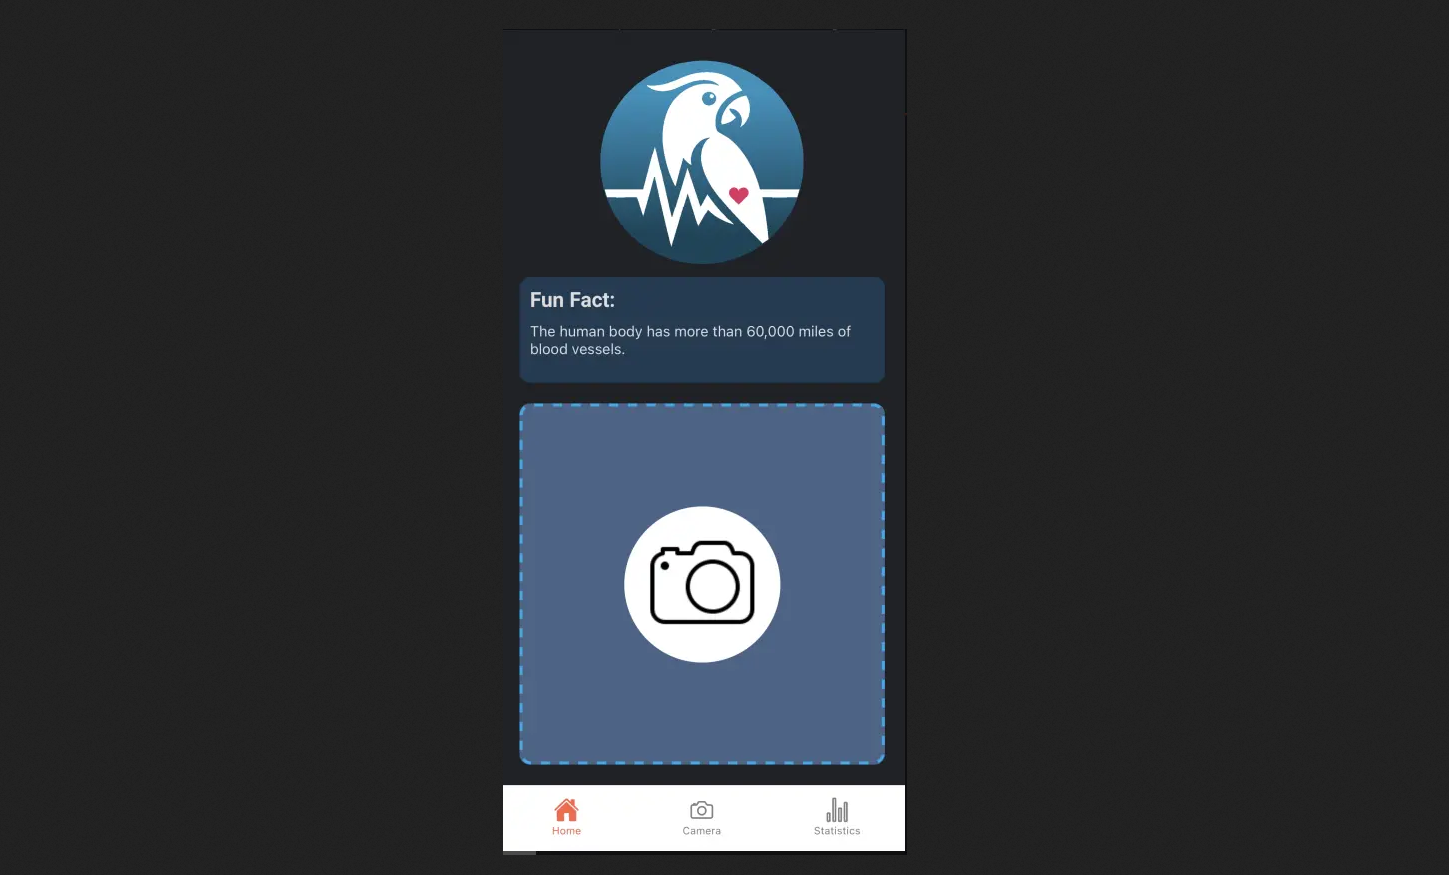 Fun Fact:
The human body has more than 60,000 miles of
blood vessels.
Home
Camera
Statistics